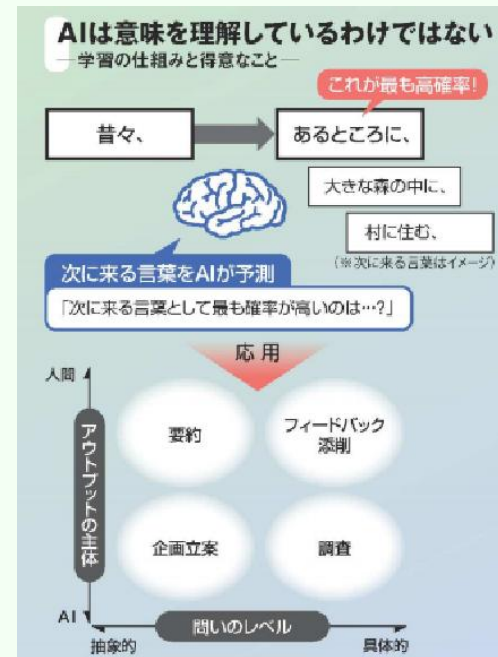 AIは意味を理解しているわけではない
―学習の仕組みと得意なこと―
これが最も高確率!
昔々、
あるところに、
大きな森の中に、
村に住む、
(※次に来る言葉はイメージ)
次に来る言葉をAIが予測
「次に来る言葉として最も確率が高いのは…?」
応用
人間
アウトプットの主体
要約
フィードバック
添削
企画立案
調査
AI
抽象的
問いのレベル
具体的